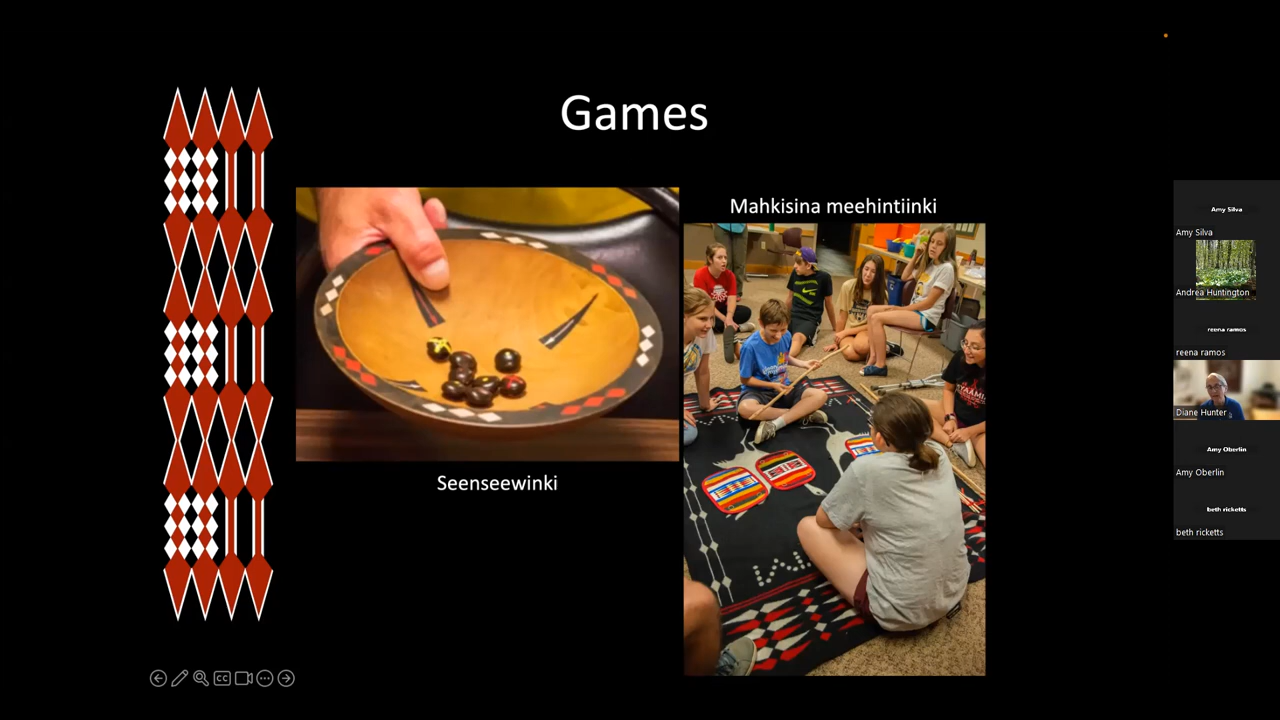 Games
Mahkisina meehintiinki
Seenseewinki
Amy Silva
Amy Silva
Andrea Huntington
reena ramos
reena ramos
Diane Hunter
Amy Oberlin
Amy Oberlin
beth ricketts
beth ricketts
CC